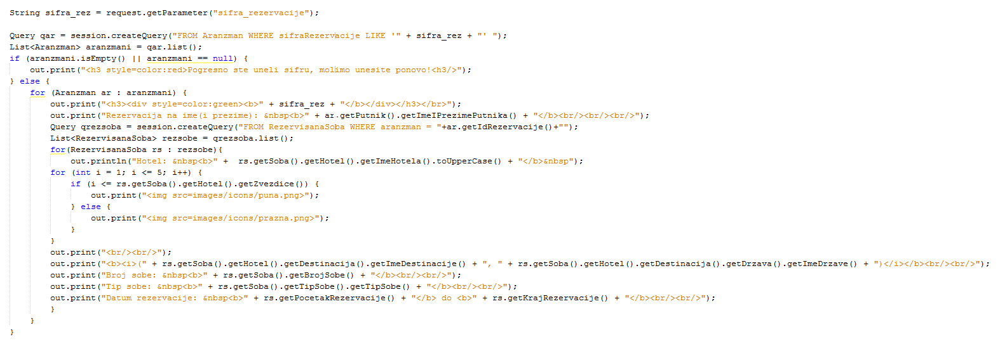 String sifra_rez = request.getParameter("sifra_rezervacije");

Query qar = session.createQuery("FROM Aranzman WHERE sifraRezervacije LIKE '" + sifra_rez + "' ");
List<Aranzman> aranzmani = qar.list();
if (aranzmani.isEmpty() || aranzmani == null) {
    out.print("<h3 style=color:red>Pogresno ste uneli sifru, molimo unesite ponovo!<h3/>");
} else {
    for (Aranzman ar : aranzmani) {
        out.print("<h3><div style=color:green><b>" + sifra_rez + "</b></div></h3></br>");
        out.print("Rezervacija na ime(i prezime): &nbsp<b>" + ar.getPutnik().getImeIPrezimePutnika() + "</b><br/><br/><br/>");
        Query qrezsoba = session.createQuery("FROM RezervisanaSoba WHERE aranzman = "+ar.getIdRezervacije()+"");
        List<RezervisanaSoba> rezsobe = qrezsoba.list();
        for(RezervisanaSoba rs : rezsobe){
            out.println("Hotel: &nbsp<b>" +  rs.getSoba().getHotel().getImeHotela().toUpperCase() + "</b>&nbsp");
        for (int i = 1; i <= 5; i++) {
            if (i <= rs.getSoba().getHotel().getZvezdice()) {
                out.print("<img src=images/icons/puna.png>");
            } else {
                out.print("<img src=images/icons/prazna.png>");
            }
        }
        out.print("<br/><br/>");
        out.print("<b><i>(" + rs.getSoba().getHotel().getDestinacija().getImeDestinacije() + ", " + rs.getSoba().getHotel().getDestinacija().getDrzava().getImeDrzave() + ")</i></b><br/><br/>");
        out.print("Broj sobe: &nbsp<b>" + rs.getSoba().getBrojSobe() + "</b><br/><br/>");
        out.print("Tip sobe: &nbsp<b>" + rs.getSoba().getTipSobe().getTipSobe() + "</b><br/><br/>");
        out.print("Datum rezervacije: &nbsp<b>" + rs.getPocetakRezervacije() + "</b> do <b>" + rs.getKrajRezervacije() + "</b><br/><br/>");
        }
    }
}